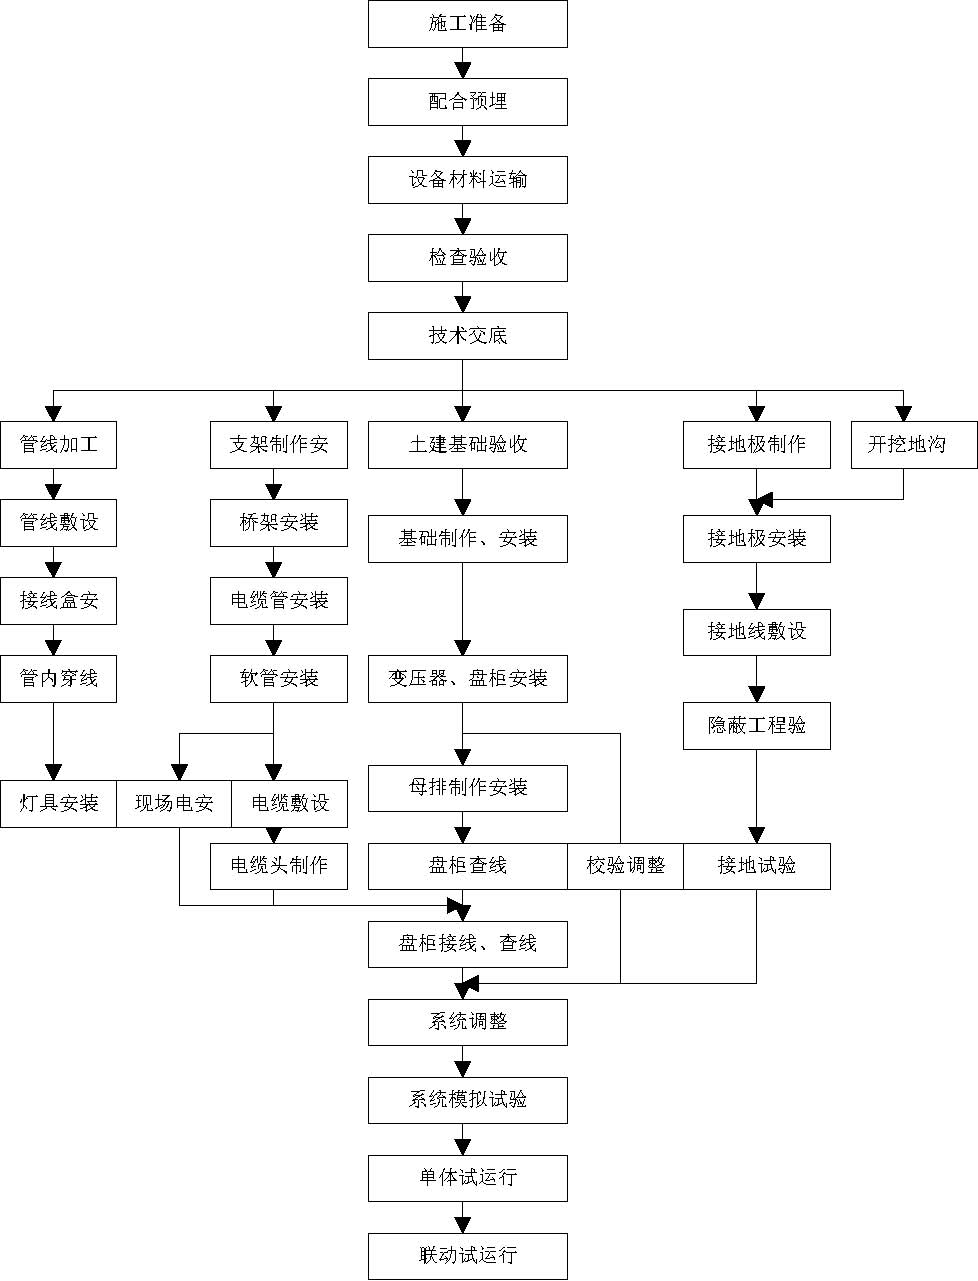 施工准备
配合预埋
设备材料运输
检查验收
技术交底
管线加工
支架制作安
土建基础验收
接地极制作
开挖地沟
管线敷设
桥架安装
基础制作、安装
接地极安装
接线盒安
电缆管安装
接地线敷设
管内穿线
软管安装
变压器、盘柜安装
隐蔽工程验
灯具安装
现场电安
电缆敷设
母排制作安装
电缆头制作
盘柜查线
校验调整
接地试验
盘柜接线、查线
系统调整
系统模拟试验
单体试运行
联动试运行